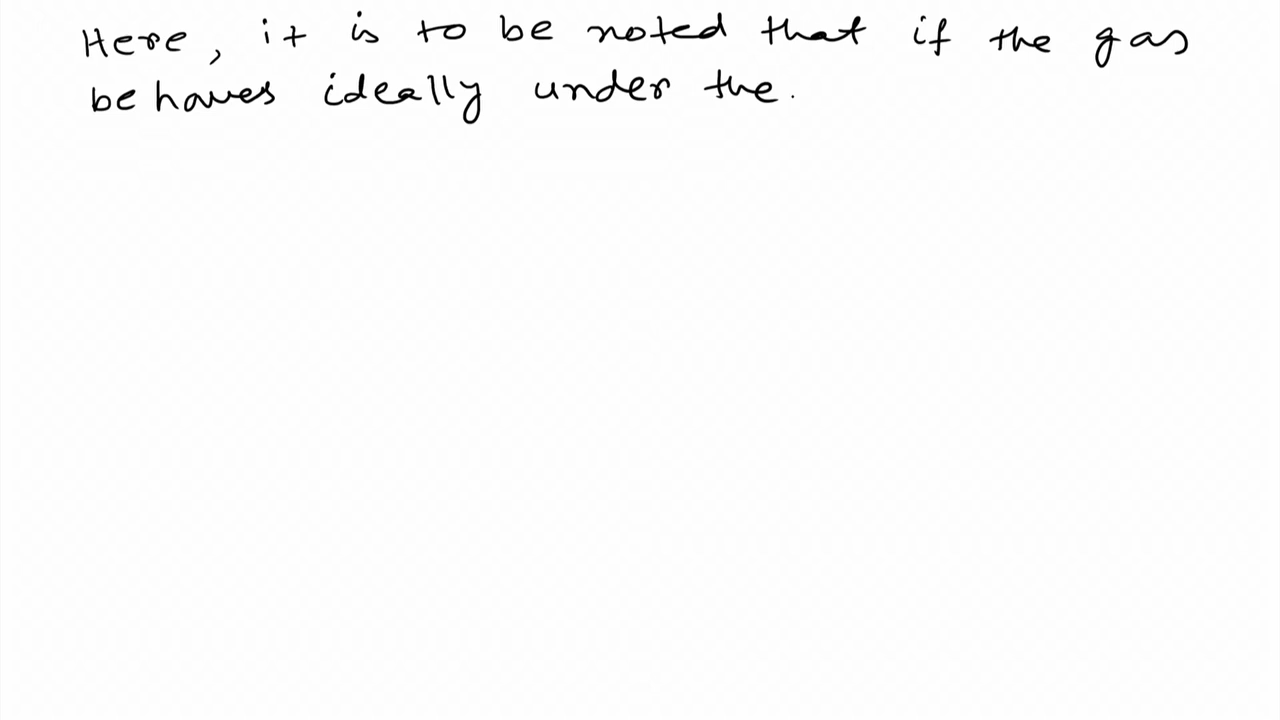 Here, it is to be noted that if the gas
behaves ideally under the.